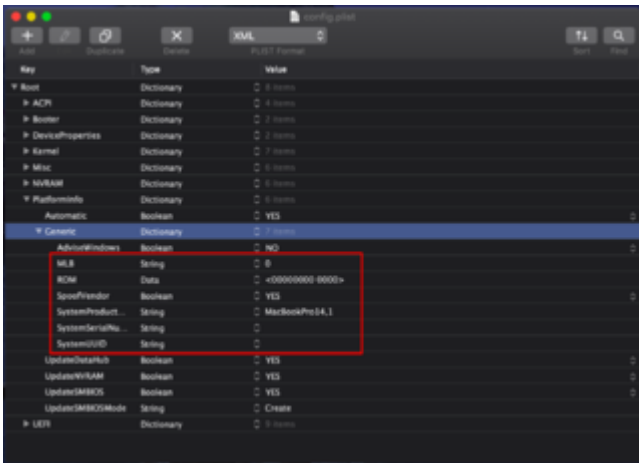 config.plist
XML
Add Duplicate Delete PLIST Format Sort Find
Key Type Value
Root Dictionary 8 items
ACPI Dictionary 4 items
Booter Dictionary 2 items
DeviceProperties Dictionary 2 items
Kernel Dictionary 7 items
Misc Dictionary 6 items
NVRAM Dictionary 6 items
PlatformInfo Dictionary 6 items
Automatic Boolean YES
Generic Dictionary 7 items
AdviseWindows Boolean NO
MLB String 0
ROM Data <00000000 0000>
SpoofVendor Boolean YES
SystemProduct... String MacBookPro14,1
SystemSerialNu... String
SystemUUID String
UpdateDataHub Boolean YES
UpdateNVRAM Boolean YES
UpdateSMBIOS Boolean YES
UpdateSMBIOSMode String Create
UEFI Dictionary 9 items